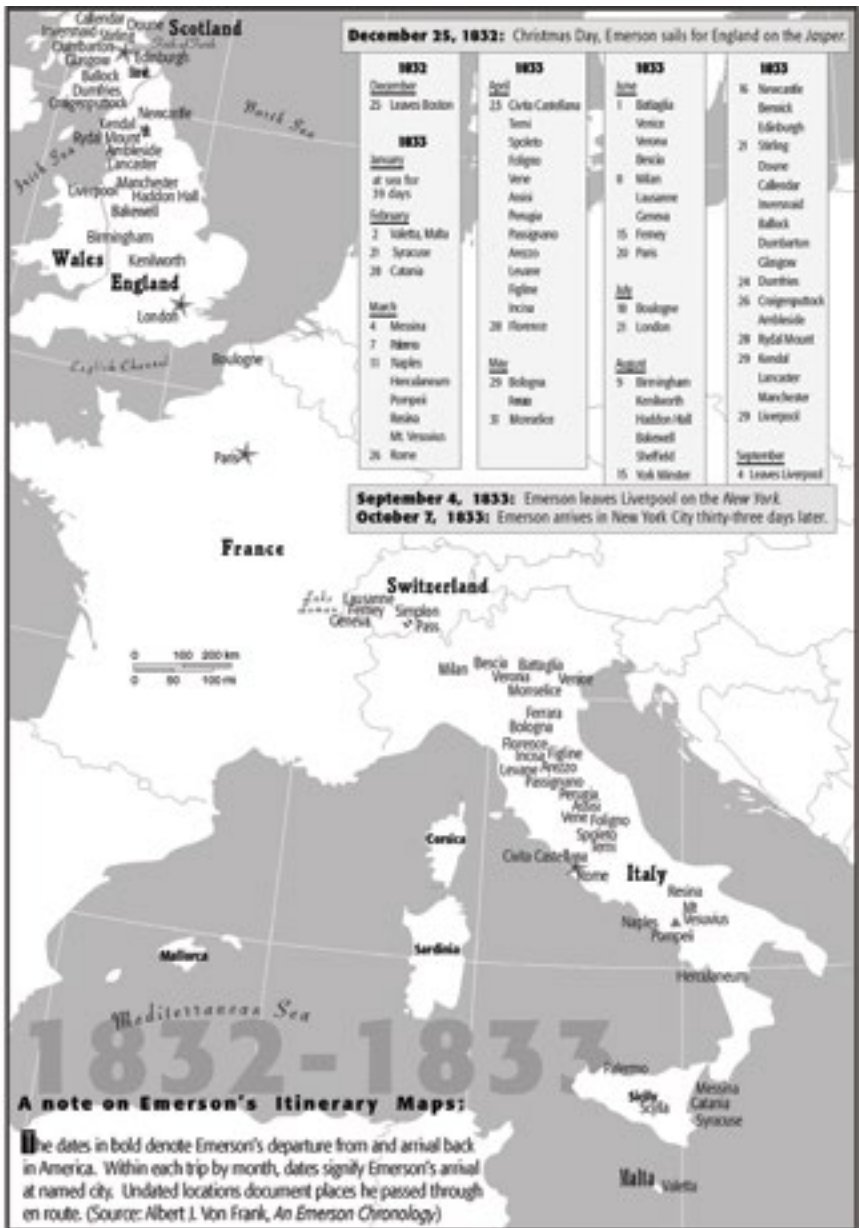 December 25, 1832: Christmas Day, Emerson sails for England on the Jasper.
1832
December
25 Leaves Boston
1833
January
at sea for
39 days
February
2 Valetta, Malta
21 Syracuse
28 Catania
March
4 Messina
7 Palermo
11 Naples
Herculaneum
Pompeii
Resina
Mt. Vesuvius
26 Rome
1833
April
23 Civita Castellana
Terni
Spoleto
Foligno
Vene
Assisi
Perugia
Passignano
Arezzo
Levane
Figline
Incisa
28 Florence
May
29 Bologna
31 Monselice
1833
June
1 Battaglia
Venice
Verona
Bescia
8 Milan
Lausanne
Geneva
15 Ferney
20 Paris
July
18 Boulogne
21 London
August
9 Birmingham
Kenilworth
Haddon Hall
Bakewell
Sheffield
15 York Minster
1833
16 Newcastle
Berwick
Edinburgh
21 Stirling
Doune
Callendar
Inversnaid
Ballock
Dumbarton
Glasgow
24 Dumfries
26 Craigenputtock
Ambleside
28 Rydal Mount
29 Kendal
Lancaster
Manchester
29 Liverpool
September
4 Leaves Liverpool
September 4, 1833: Emerson leaves Liverpool on the New York.
October 7, 1833: Emerson arrives in New York City thirty-three days later.
Callendar
Doune
Scotland
Inversnaid
Stirling
Firth of Forth
Dumbarton
Glasgow
Edinburgh
Ballock
Dumfries
Craigenputtock
Newcastle
North Sea
Kendal
Rydal Mount
Irish Sea
Ambleside
Lancaster
Liverpool
Manchester
Haddon Hall
Bakewell
Birmingham
Wales
Kenilworth
England
London
English Channel
Boulogne
Paris
France
Switzerland
Lake
Lausanne
Ferney
Simplon
Geneva
Pass
0 100 200 km
0 50 100 mi
Milan
Bescia
Battaglia
Verona
Venice
Monselice
Ferrara
Bologna
Florence
Incisa
Figline
Levane
Arezzo
Passignano
Perugia
Assisi
Vene
Foligno
Spoleto
Terni
Civita Castellana
Rome
Italy
Corsica
Sardinia
Mallorca
Resina
Mt
Vesuvius
Naples
Pompeii
Herculaneum
Mediterranean Sea
1832-1833
Palermo
Sicily
Scilla
Messina
Catania
Syracuse
Malta
Valetta
A note on Emerson's Itinerary Maps:
The dates in bold denote Emerson's departure from and arrival back
in America. Within each trip by month, dates signify Emerson's arrival
at named city. Undated locations document places he passed through
en route. (Source: Albert J. Von Frank, An Emerson Chronology)